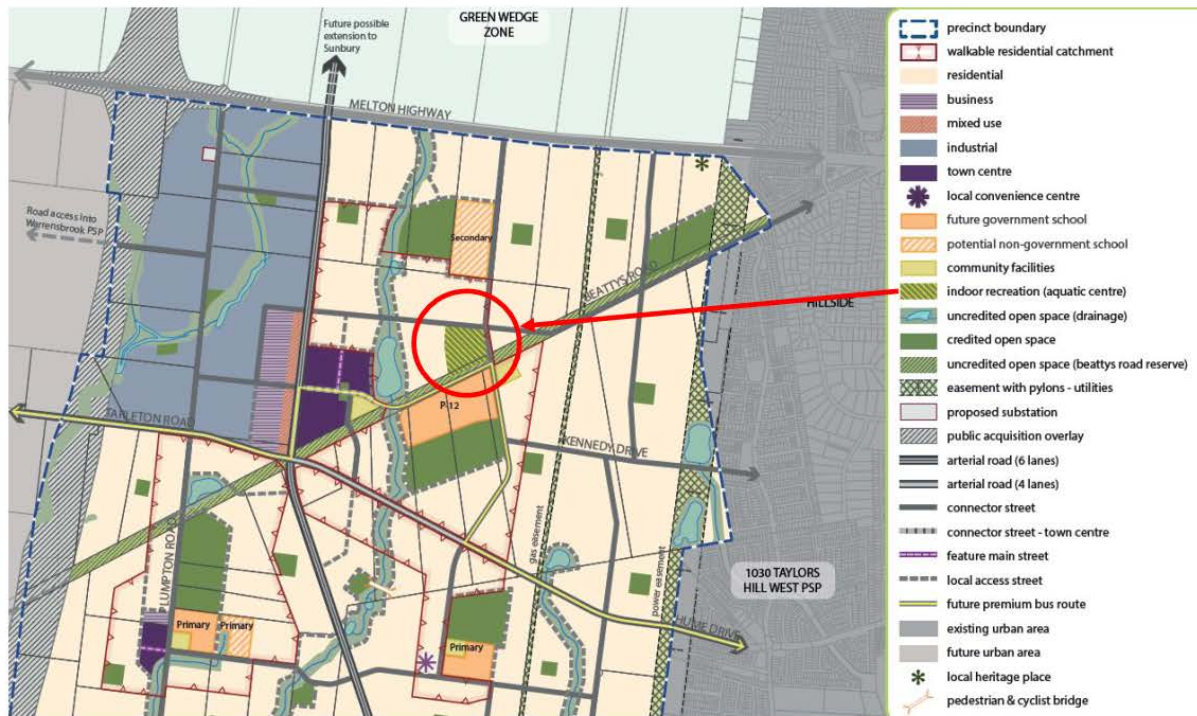 Future possible
extension to
Sunbury
GREEN WEDGE
ZONE
MELTON HIGHWAY
Road access into
Warrensbrook PSP
Secondary
BEATTYS ROAD
HILLSIDE
TARLETON ROAD
P-12
KENNEDY DRIVE
PLUMPTON ROAD
gas easement
power easement
1030 TAYLORS
HILL WEST PSP
HUME DRIVE
Primary
Primary
Primary
precinct boundary
walkable residential catchment
residential
business
mixed use
industrial
town centre
local convenience centre
future government school
potential non-government school
community facilities
indoor recreation (aquatic centre)
uncredited open space (drainage)
credited open space
uncredited open space (beattys road reserve)
easement with pylons - utilities
proposed substation
public acquisition overlay
arterial road (6 lanes)
arterial road (4 lanes)
connector street
connector street - town centre
feature main street
local access street
future premium bus route
existing urban area
future urban area
local heritage place
pedestrian & cyclist bridge